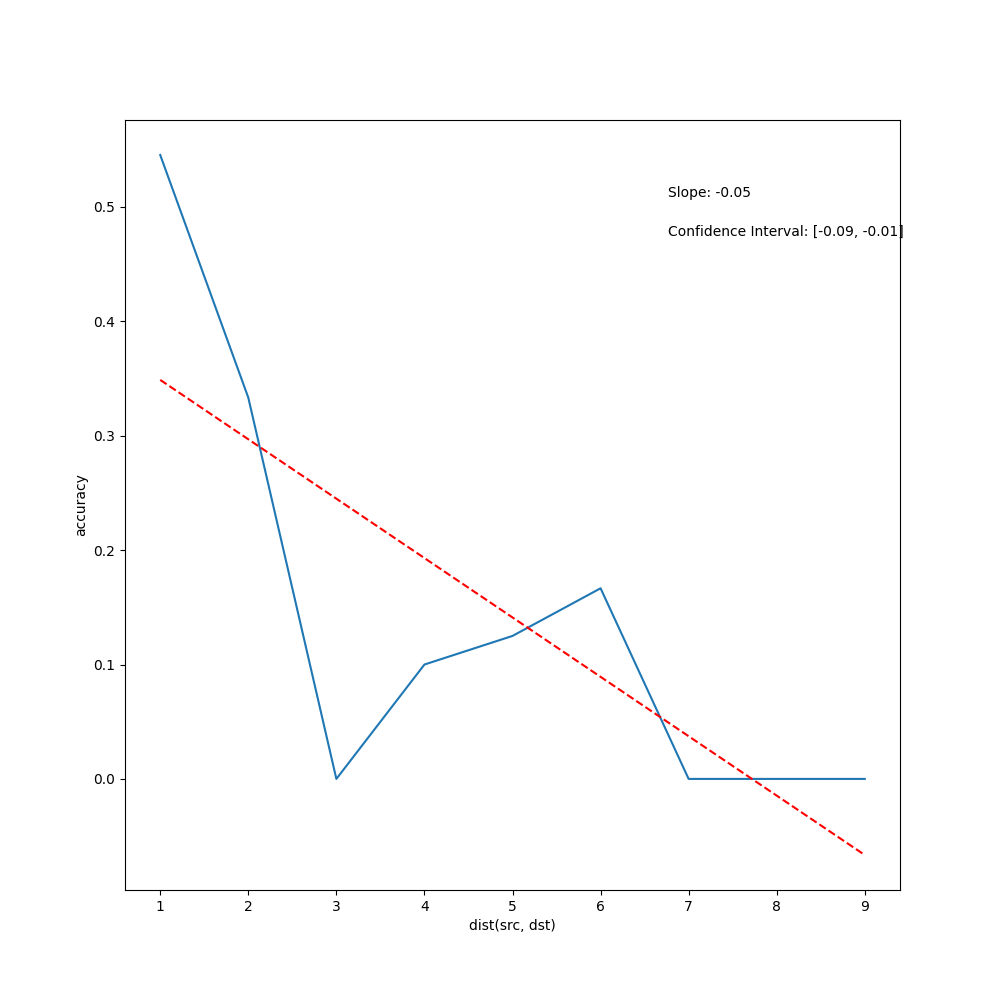 Slope: -0.05
Confidence Interval: [-0.09, -0.01]
0.5
0.4
0.3
0.2
0.1
0.0
accuracy
1 2 3 4 5 6 7 8 9
dist(src, dst)